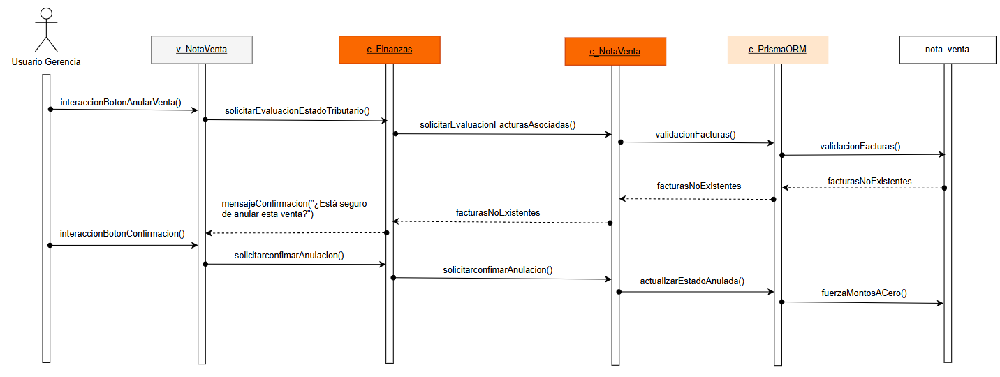 Usuario Gerencia
v_NotaVenta
c_Finanzas
c_NotaVenta
c_PrismaORM
nota_venta
interaccionBotonAnularVenta()
solicitarEvaluacionEstadoTributario()
solicitarEvaluacionFacturasAsociadas()
validacionFacturas()
validacionFacturas()
facturasNoExistentes
facturasNoExistentes
facturasNoExistentes
mensajeConfirmacion("¿Está seguro
de anular esta venta?")
interaccionBotonConfirmacion()
solicitarconfimarAnulacion()
solicitarconfimarAnulacion()
actualizarEstadoAnulada()
fuerzaMontosACero()